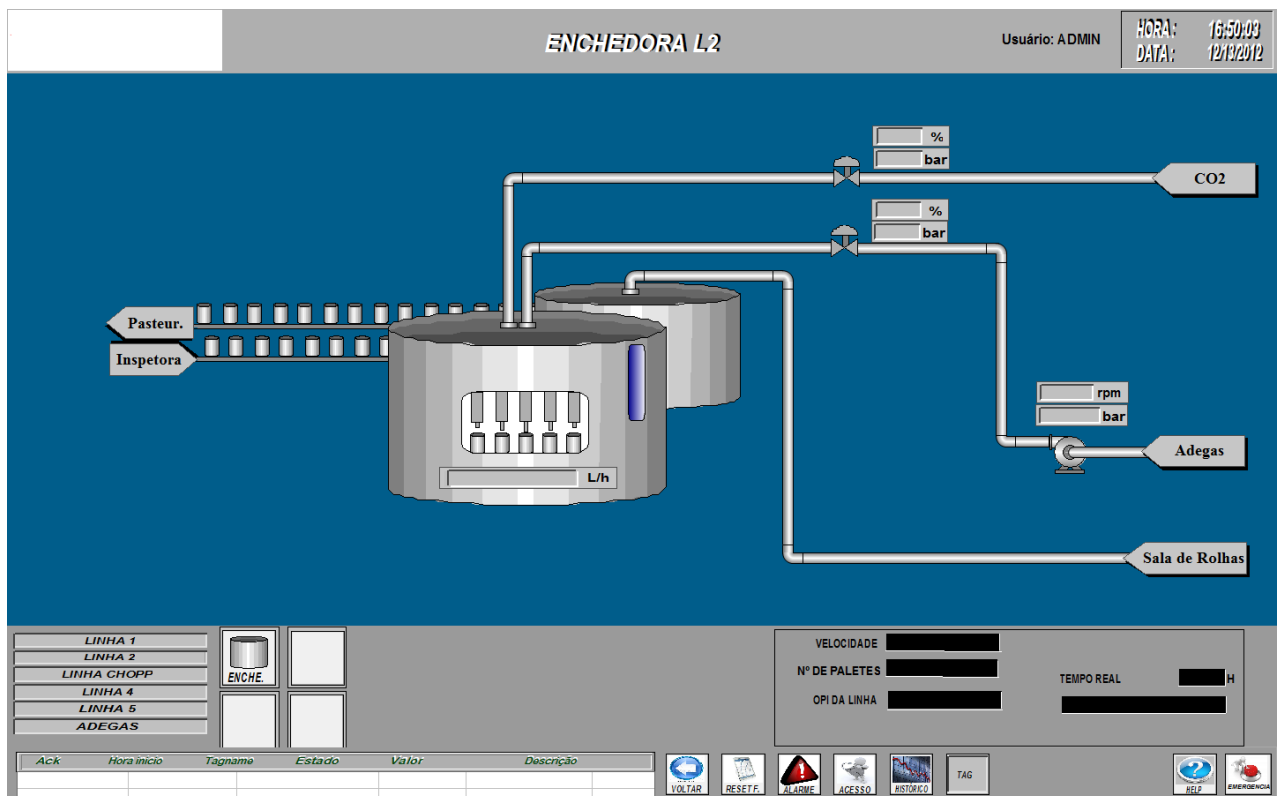 ENCHEDORA L2
Usuário: ADMIN
HORA: 16:50:03
DATA: 12/13/2012
%
bar
CO2
%
bar
Pasteur.
Inspetora
rpm
bar
Adegas
L/h
Sala de Rolhas
LINHA 1
LINHA 2
LINHA CHOPP
LINHA 4
LINHA 5
ADEGAS
ENCHE.
VELOCIDADE
Nº DE PALETES
OPI DA LINHA
TEMPO REAL H
Ack Hora inicio Tagname Estado Valor Descrição
VOLTAR RESET F. ALARME ACESSO HISTÓRICO TAG HELP EMERGENCIA